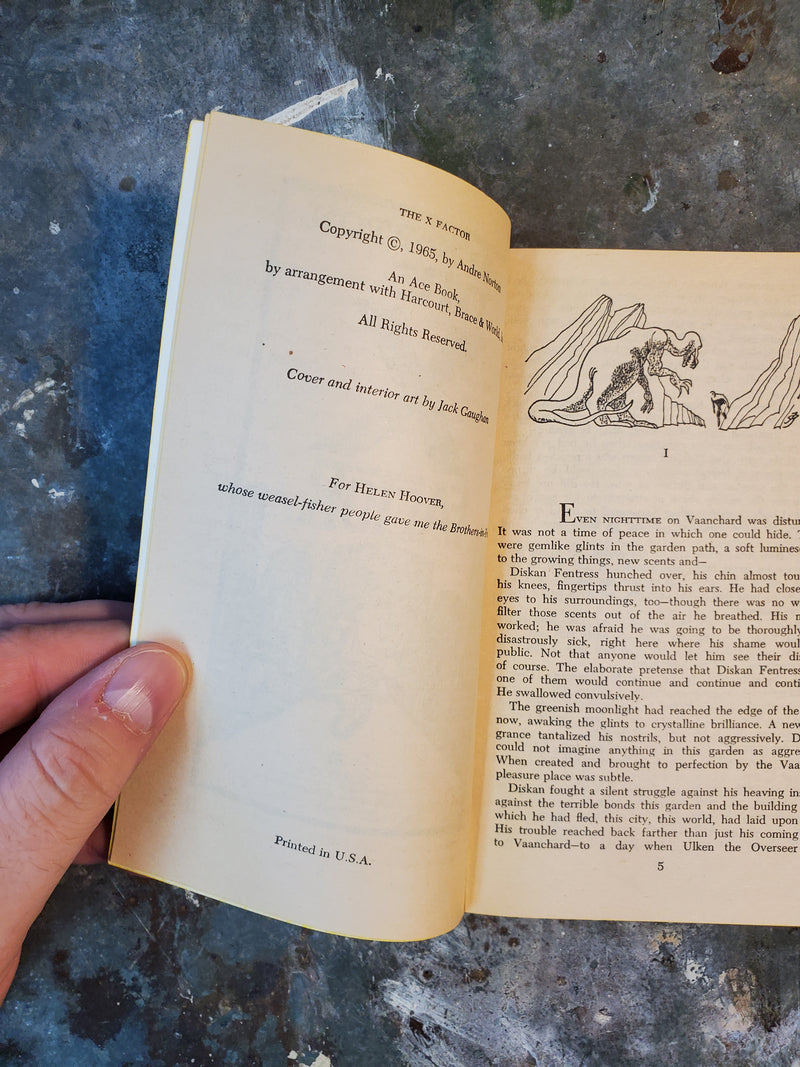 THE X FACTOR
Copyright ©, 1965, by Andre Norton
An Ace Book,
by arrangement with Harcourt, Brace & World,
All Rights Reserved.
Cover and interior art by Jack Gaughan
For HELEN HOOVER,
whose weasel-fisher people gave me the
Printed in U.S.A.
I
EVEN NIGHTTIME on Vaanchard was
It was not a time of peace in which one could hide.
were gemlike glints in the garden path, a soft
to the growing things, new scents and—
Diskan Fentress hunched over, his chin almost
his knees, fingertips thrust into his ears. He had
eyes to his surroundings, too—though there was no
filter those scents out of the air he breathed. His
worked; he was afraid he was going to be thoroughly
disastrously sick, right here where his shame
public. Not that anyone would let him see their
of course. The elaborate pretense that Diskan Fentress
one of them would continue and continue and
He swallowed convulsively.
The greenish moonlight had reached the edge of the
now, awaking the glints to crystalline brilliance. A new
grance tantalized his nostrils, but not aggressively.
could not imagine anything in this garden as
When created and brought to perfection by the
pleasure place was subtle.
Diskan fought a silent struggle against his heaving
against the terrible bonds this garden and the building
which he had fled, this city, this world, had laid upon
His trouble reached back farther than just his coming
to Vaanchard—to a day when Ulken the Overseer
5